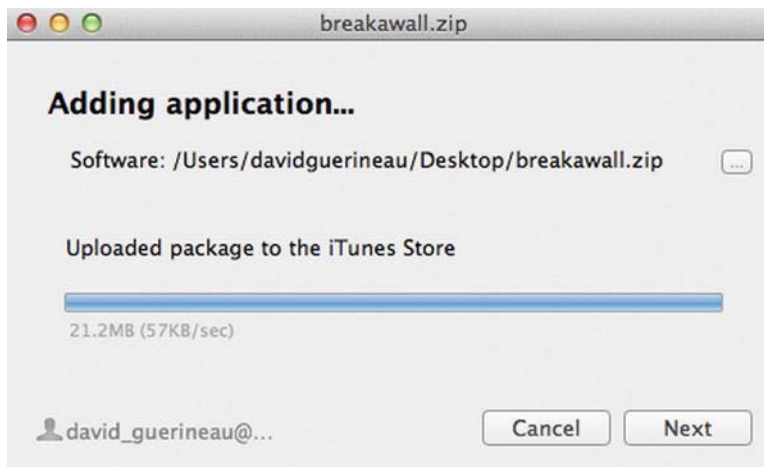 breakawall.zip
Adding application...
Software: /Users/davidguerineau/Desktop/breakawall.zip ...
Uploaded package to the iTunes Store
21.2MB (57KB/sec)
david_guerineau@... Cancel Next